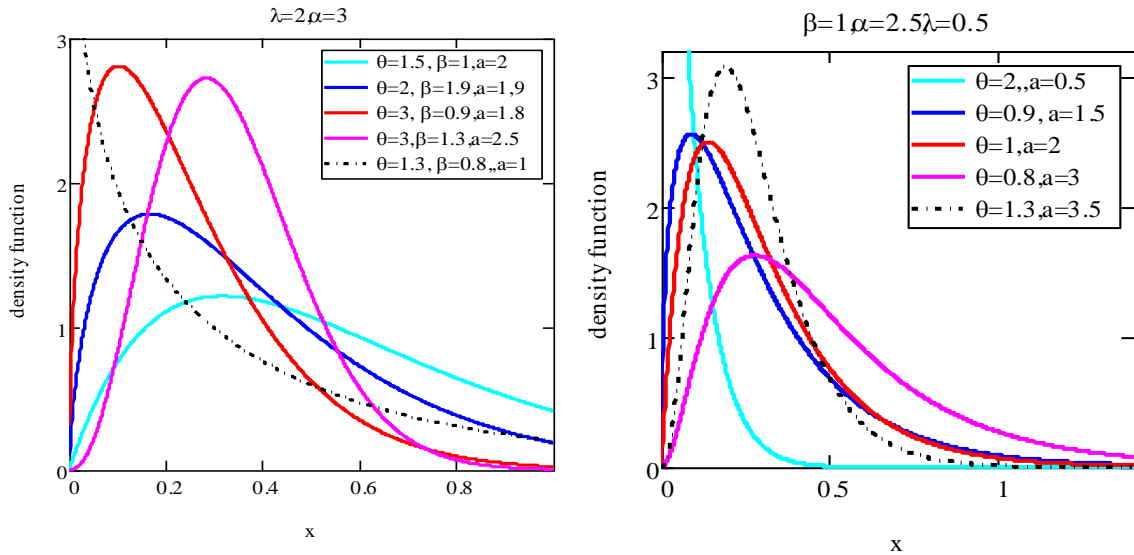 λ=2,α=3
3
2
1
0
θ=1.5, β=1,a=2
θ=2, β=1.9,a=1,9
θ=3, β=0.9,a=1.8
θ=3,β=1.3,a=2.5
θ=1.3, β=0.8,,a=1
density function
0 0.2 0.4 0.6 0.8
x
β=1,α=2.5,λ=0.5
3
2
1
0
θ=2,,a=0.5
θ=0.9, a=1.5
θ=1,a=2
θ=0.8,a=3
θ=1.3,a=3.5
density function
0 0.5 1
x